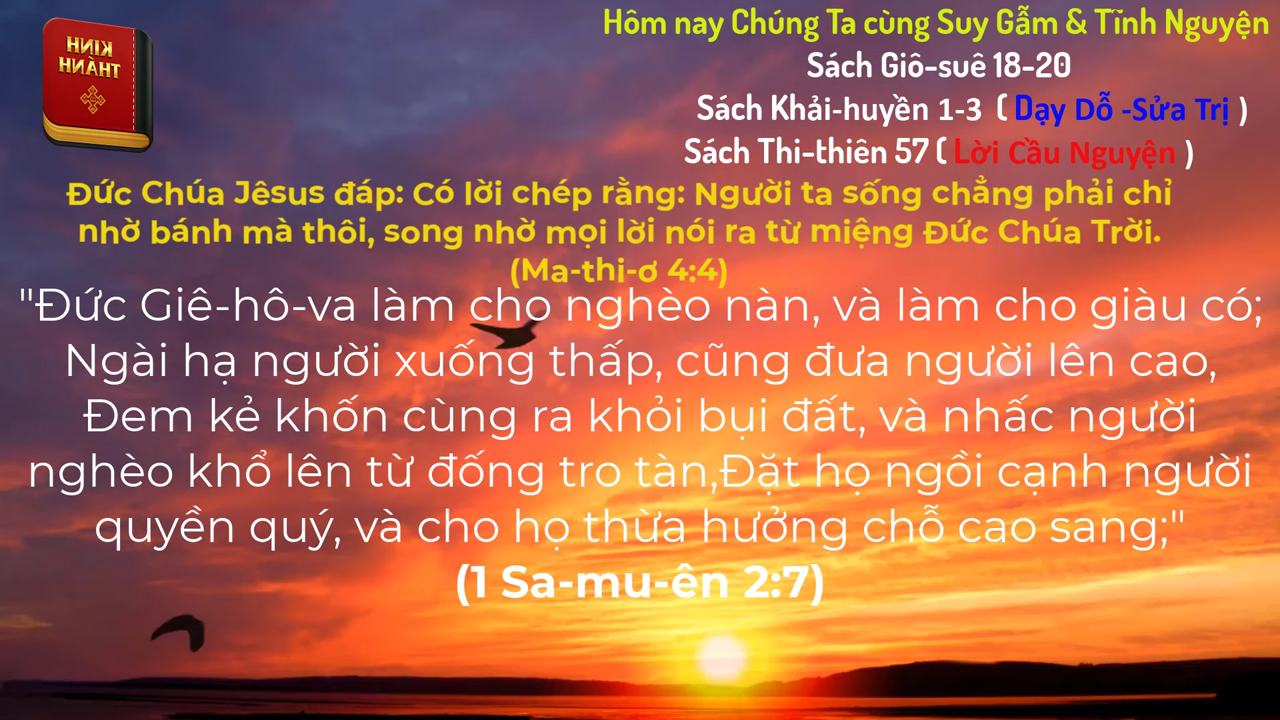 KINH
THÀNH
Hôm nay Chúng Ta cùng Suy Gẫm & Tĩnh Nguyện
Sách Giô-suê 18-20
Sách Khải-huyền 1-3 ( Dạy Dỗ -Sửa Trị )
Sách Thi-thiên 57 ( Lời Cầu Nguyện )
Đức Chúa Jêsus đáp: Có lời chép rằng: Người ta sống chẳng phải chỉ
nhờ bánh mà thôi, song nhờ mọi lời nói ra từ miệng Đức Chúa Trời.
(Ma-thi-ơ 4:4)
"Đức Giê-hô-va làm cho nghèo nàn, và làm cho giàu có;
Ngài hạ người xuống thấp, cũng đưa người lên cao,
Đem kẻ khốn cùng ra khỏi bụi đất, và nhấc người
nghèo khổ lên từ đống tro tàn,Đặt họ ngồi cạnh người
quyền quý, và cho họ thừa hưởng chỗ cao sang;"
(1 Sa-mu-ên 2:7)